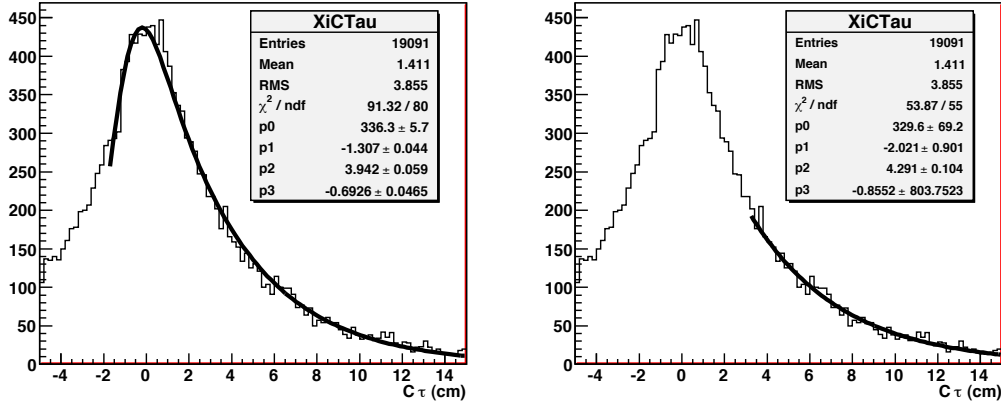 XiCTau
Entries 19091
Mean 1.411
RMS 3.855
χ² / ndf 91.32 / 80
p0 336.3 ± 5.7
p1 -1.307 ± 0.044
p2 3.942 ± 0.059
p3 -0.6926 ± 0.0465
450
400
350
300
250
200
150
100
50
0
-4 -2 0 2 4 6 8 10 12 14
C τ (cm)
XiCTau
Entries 19091
Mean 1.411
RMS 3.855
χ² / ndf 53.87 / 55
p0 329.6 ± 69.2
p1 -2.021 ± 0.901
p2 4.291 ± 0.104
p3 -0.8552 ± 803.7523
450
400
350
300
250
200
150
100
50
0
-4 -2 0 2 4 6 8 10 12 14
C τ (cm)